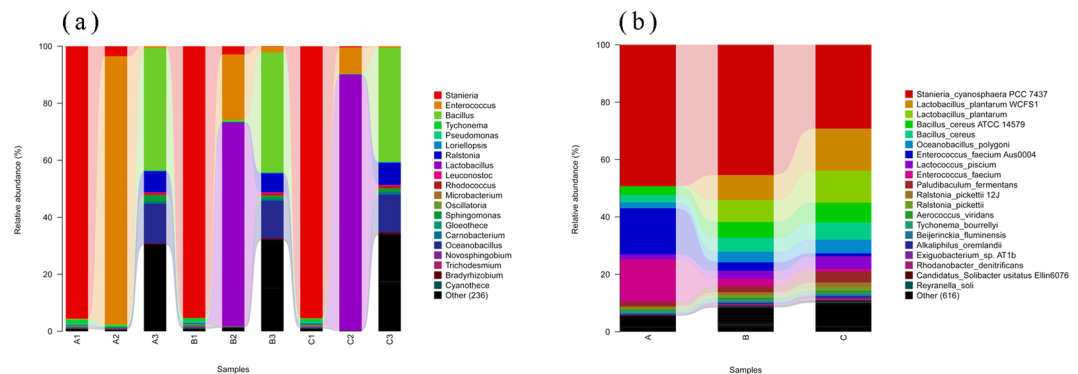 (a)
100
80
60
40
20
0
Relative abundance (%)
A1
A2
A3
B1
B2
B3
C1
C2
C3
Samples
Stanieria
Enterococcus
Bacillus
Tychonema
Pseudomonas
Loriellopsis
Ralstonia
Lactobacillus
Leuconostoc
Rhodococcus
Microbacterium
Oscillatoria
Sphingomonas
Gloeothece
Carnobacterium
Oceanobacillus
Novosphingobium
Trichodesmium
Bradyrhizobium
Cyanothece
Other (236)
(b)
100
80
60
40
20
0
Relative abundance (%)
A
B
C
Samples
Stanieria_cyanosphaera PCC 7437
Lactobacillus_plantarum WCFS1
Lactobacillus_plantarum
Bacillus_cereus ATCC 14579
Bacillus_cereus
Oceanobacillus_polygoni
Enterococcus_faecium Aus0004
Lactococcus_piscium
Enterococcus_faecium
Paludibaculum_fermentans
Ralstonia_pickettii 12J
Ralstonia_pickettii
Aerococcus_viridans
Tychonema_bourrellyi
Beijerinckia_fluminensis
Alkaliphilus_oremlandii
Exiguobacterium_sp. AT1b
Rhodanobacter_denitrificans
Candidatus_Solibacter usitatus Ellin6076
Reyranella_soli
Other (616)